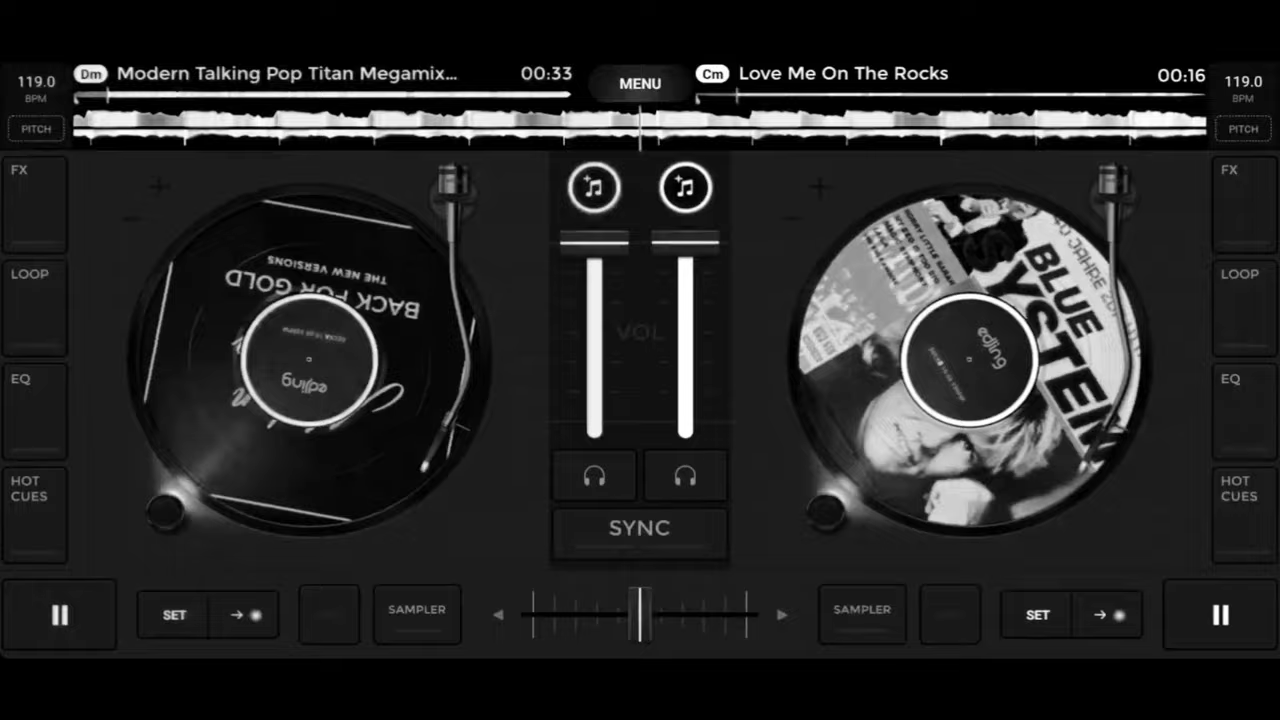 119.0
BPM
PITCH
Dm
Modern Talking Pop Titan Megamix...
00:33
MENU
Cm
Love Me On The Rocks
00:16
119.0
BPM
PITCH
FX
LOOP
EQ
HOT
CUES
THE NEW VERSIONS
BACK FOR GOLD
edjing
VOL
SYNC
BLUE
SYSTEM
edjing
FX
LOOP
EQ
HOT
CUES
SET
SAMPLER
SAMPLER
SET